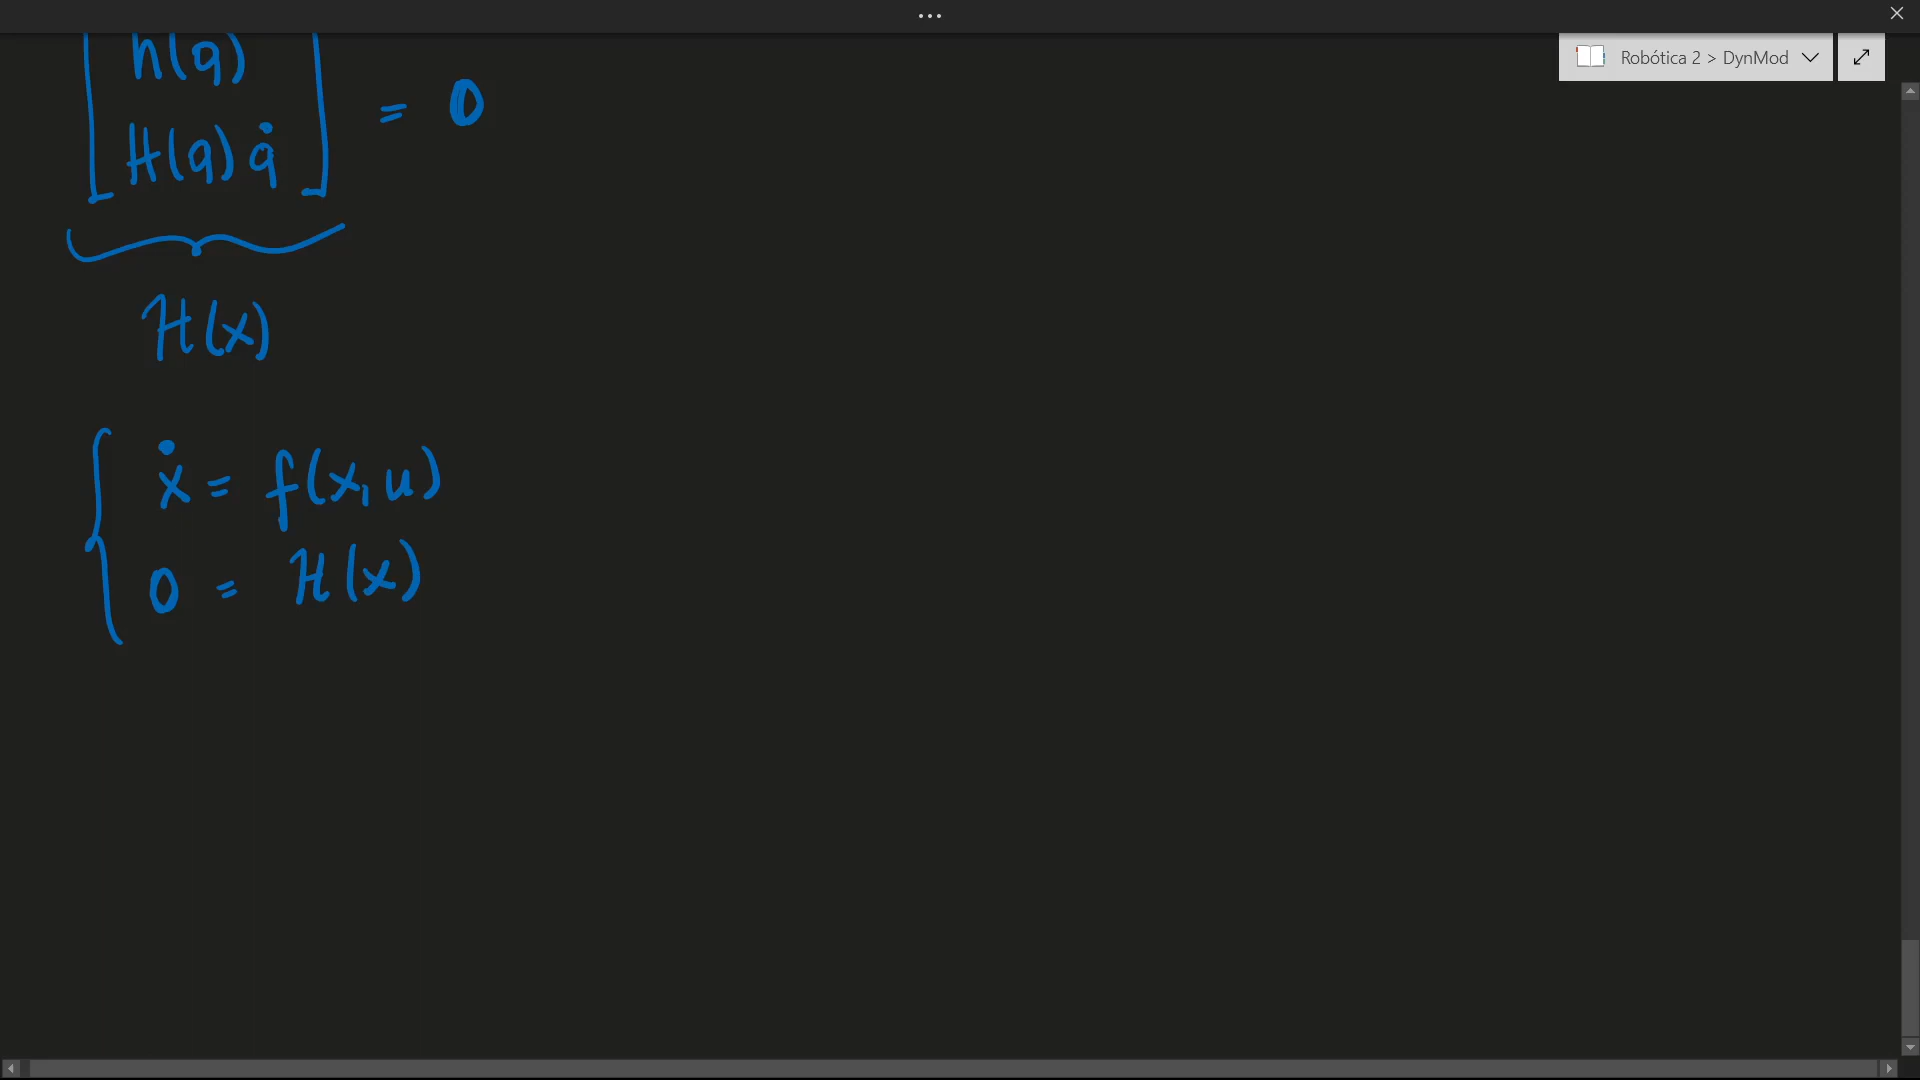 Robótica 2 > DynMod
h(q)
H(q) q̇ = 0
ℋ(x)
ẋ = f(x, u)
0 = ℋ(x)